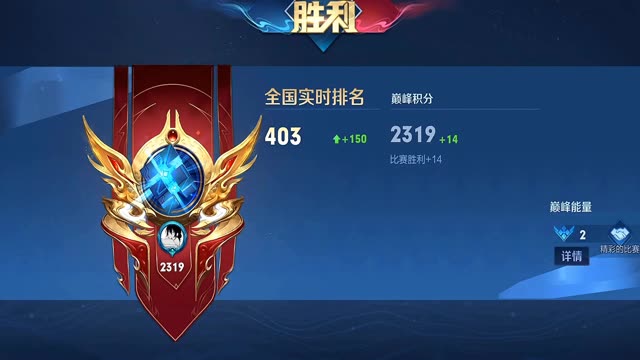 胜利
全国实时排名
巅峰积分
403
+150
2319 +14
比赛胜利+14
巅峰能量
2
详情
精彩的比赛
2319